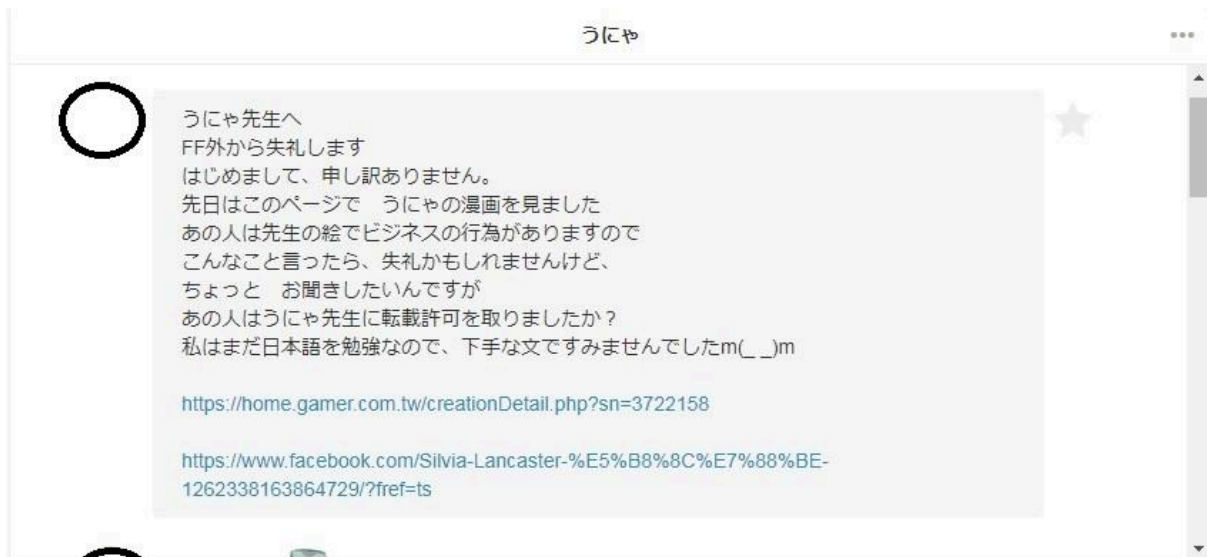 うにゃ
うにゃ先生へ
FF外から失礼します
はじめまして、申し訳ありません。
先日はこのページで　うにゃの漫画を見ました
あの人は先生の絵でビジネスの行為がありますので
こんなこと言ったら、失礼かもしれませんけど、
ちょっと　お聞きしたいんですが
あの人はうにゃ先生に転載許可を取りましたか？
私はまだ日本語を勉強なので、下手な文ですみませんでしたm(_ _)m
https://home.gamer.com.tw/creationDetail.php?sn=3722158
https://www.facebook.com/Silvia-Lancaster-%E5%B8%8C%E7%88%BE-
1262338163864729/?fref=ts